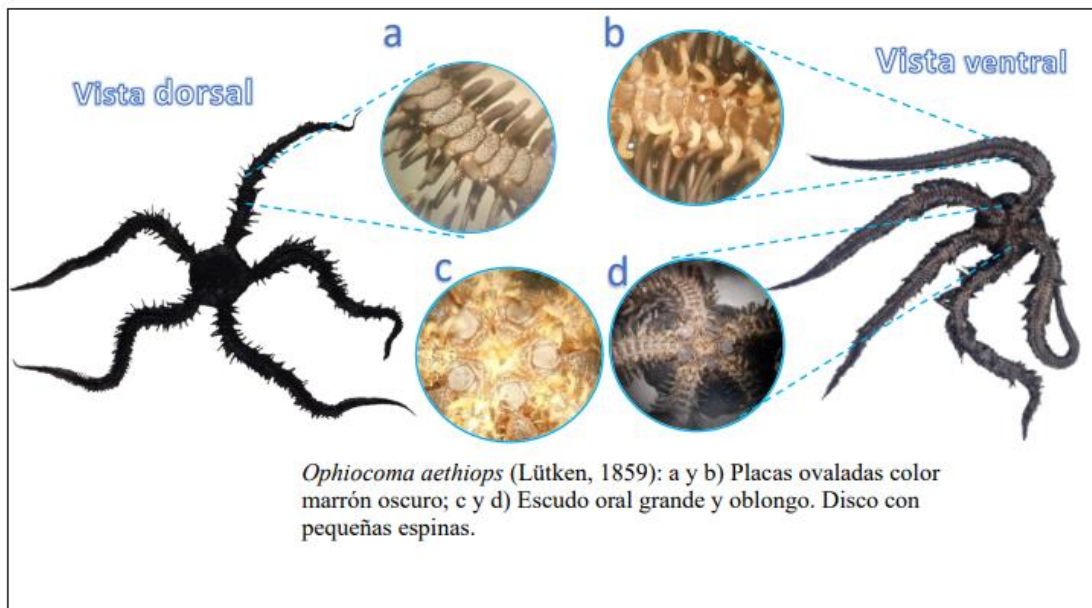 a
b
Vista dorsal
Vista ventral
c
d
Ophiocoma aethiops (Lütken, 1859): a y b) Placas ovaladas color
marrón oscuro; c y d) Escudo oral grande y oblongo. Disco con
pequeñas espinas.